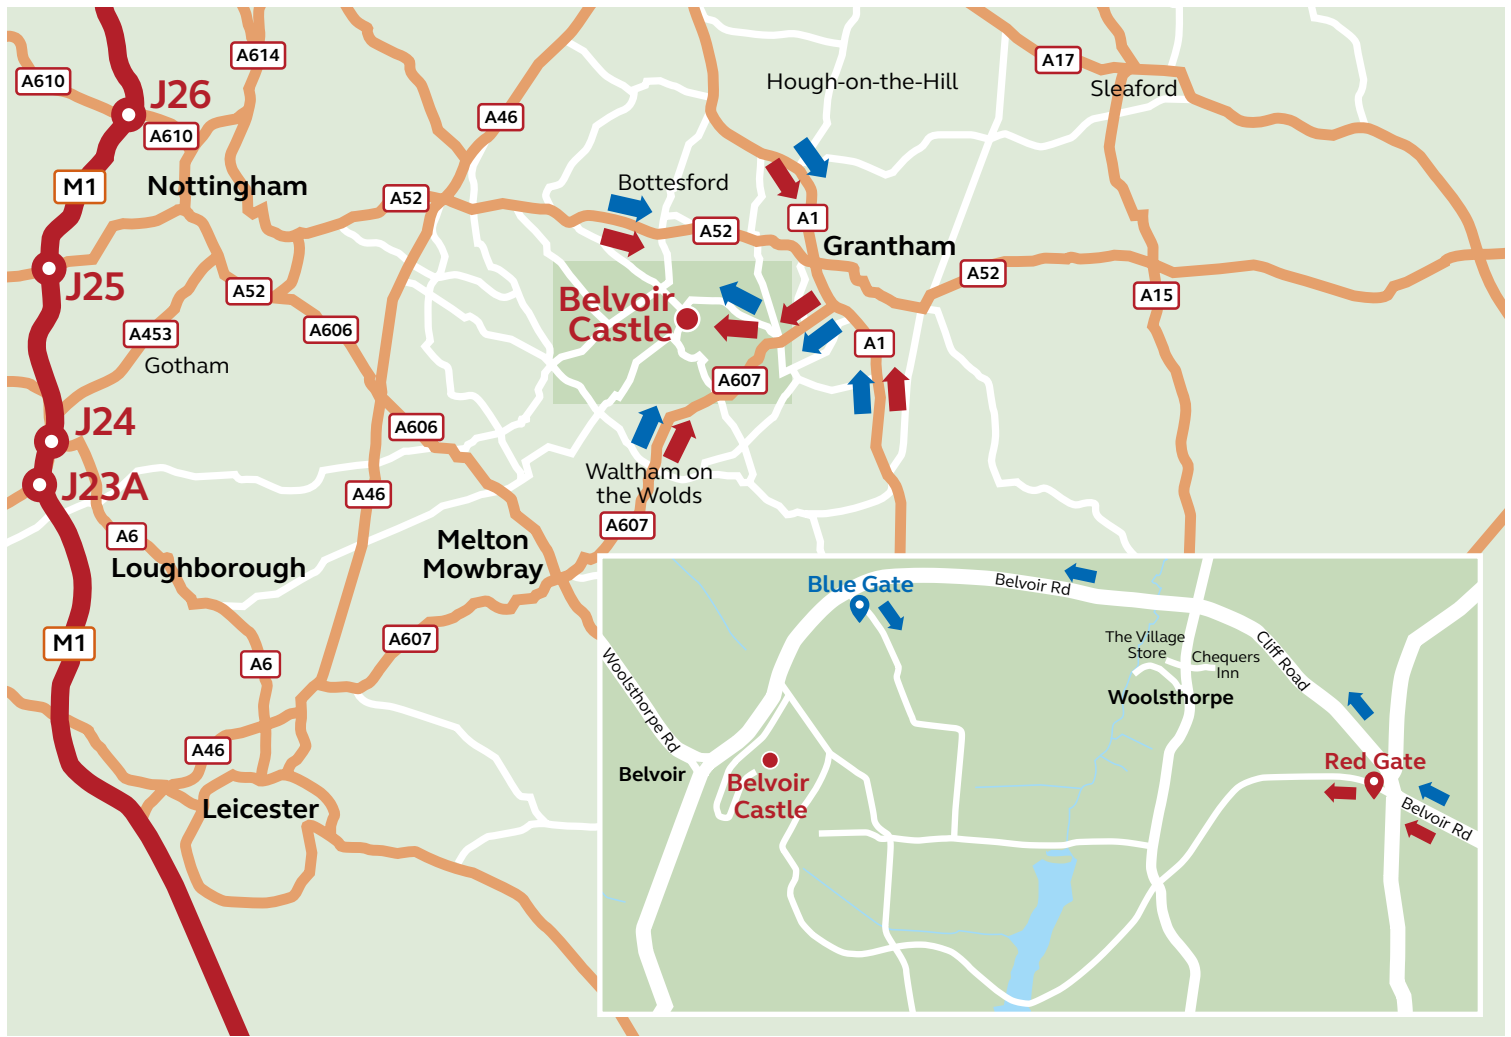 A614
A17
Hough-on-the-Hill
A610
Sleaford
J26
A46
A610
Bottesford
M1
Nottingham
A52
A1
A52
Grantham
A52
J25
A52
A15
Belvoir
Castle
A453
A606
A1
Gotham
A607
J24
A606
Waltham on
the Wolds
J23A
A46
A607
A6
Melton
Mowbray
Loughborough
M1
A607
A6
A46
Leicester
Blue Gate
Belvoir Rd
The Village
Store
Chequers
Inn
Cliff Road
Woolsthorpe Rd
Woolsthorpe
Belvoir
Belvoir
Castle
Red Gate
Belvoir Rd